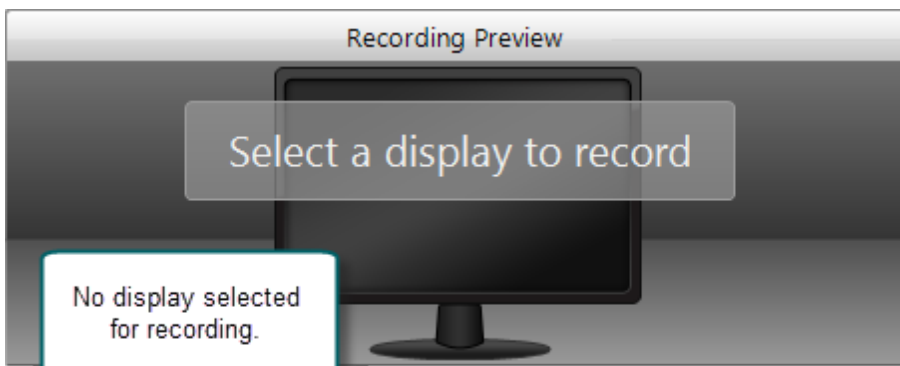 Recording Preview
Select a display to record
No display selected
for recording.